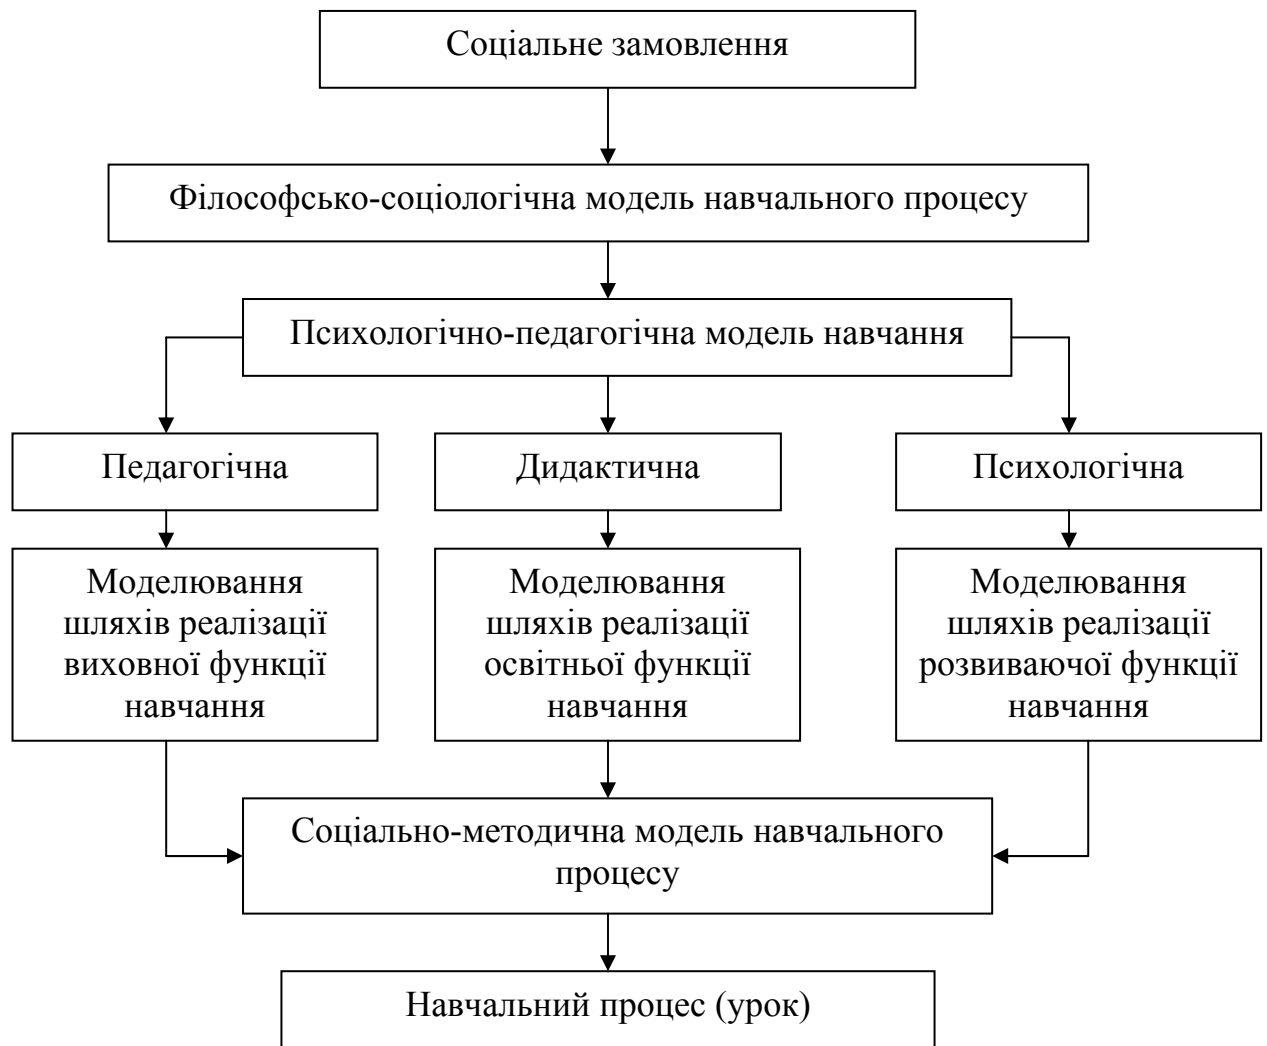 Соціальне замовлення
Філософсько-соціологічна модель навчального процесу
Психологічно-педагогічна модель навчання
Педагогічна
Дидактична
Психологічна
Моделювання
шляхів реалізації
виховної функції
навчання
Моделювання
шляхів реалізації
освітньої функції
навчання
Моделювання
шляхів реалізації
розвиваючої функції
навчання
Соціально-методична модель навчального
процесу
Навчальний процес (урок)